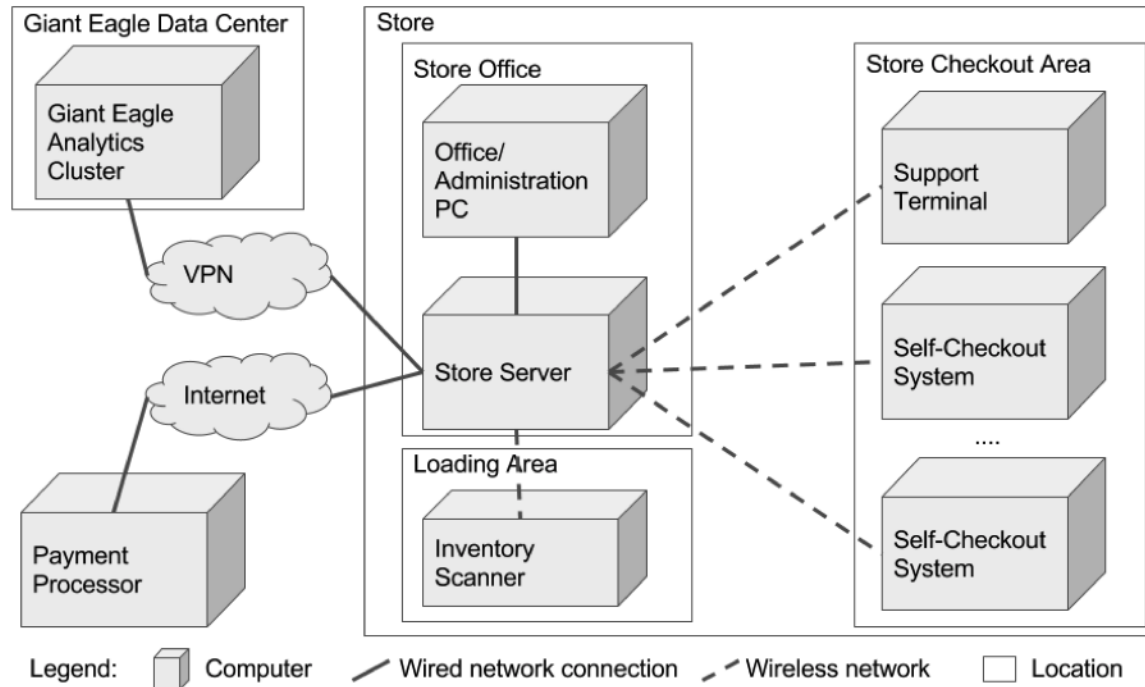 Giant Eagle Data Center
Giant Eagle
Analytics
Cluster
VPN
Internet
Payment
Processor
Store
Store Office
Office/
Administration
PC
Store Server
Loading Area
Inventory
Scanner
Store Checkout Area
Support
Terminal
Self-Checkout
System
....
Self-Checkout
System
Legend: Computer Wired network connection Wireless network Location